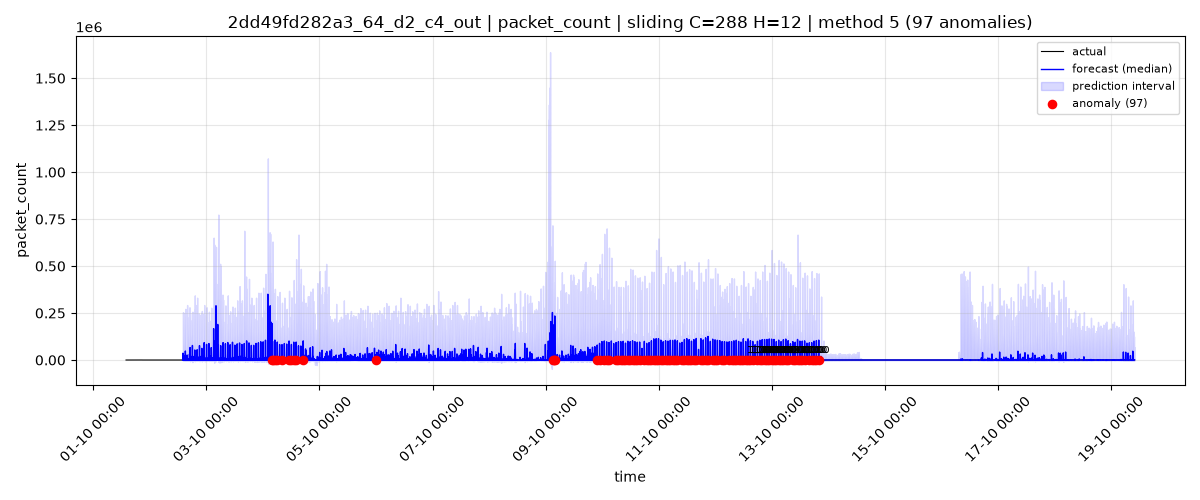 2dd49fd282a3_64_d2_c4_out | packet_count | sliding C=288 H=12 | method 5 (97 anomalies)
1e6
actual
forecast (median)
prediction interval
anomaly (97)
1.50
1.25
1.00
0.75
0.50
0.25
0.00
packet_count
01-10 00:00
03-10 00:00
05-10 00:00
07-10 00:00
09-10 00:00
11-10 00:00
13-10 00:00
15-10 00:00
17-10 00:00
19-10 00:00
time